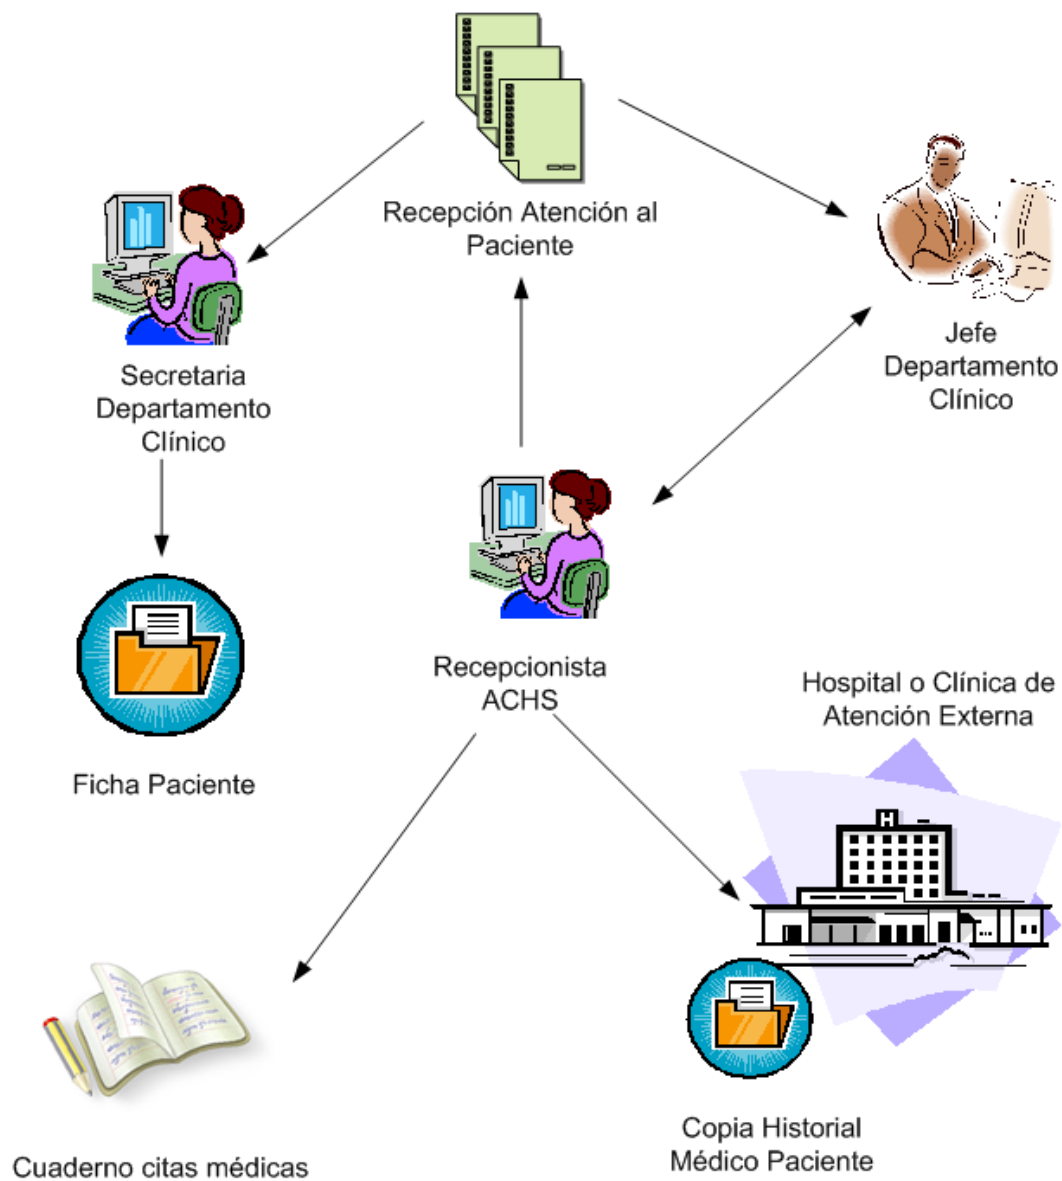 Recepción Atención al
Paciente
Secretaria
Departamento
Clínico
Jefe
Departamento
Clínico
Recepcionista
ACHS
Hospital o Clínica de
Atención Externa
H
Ficha Paciente
Cuaderno citas médicas
Copia Historial
Médico Paciente